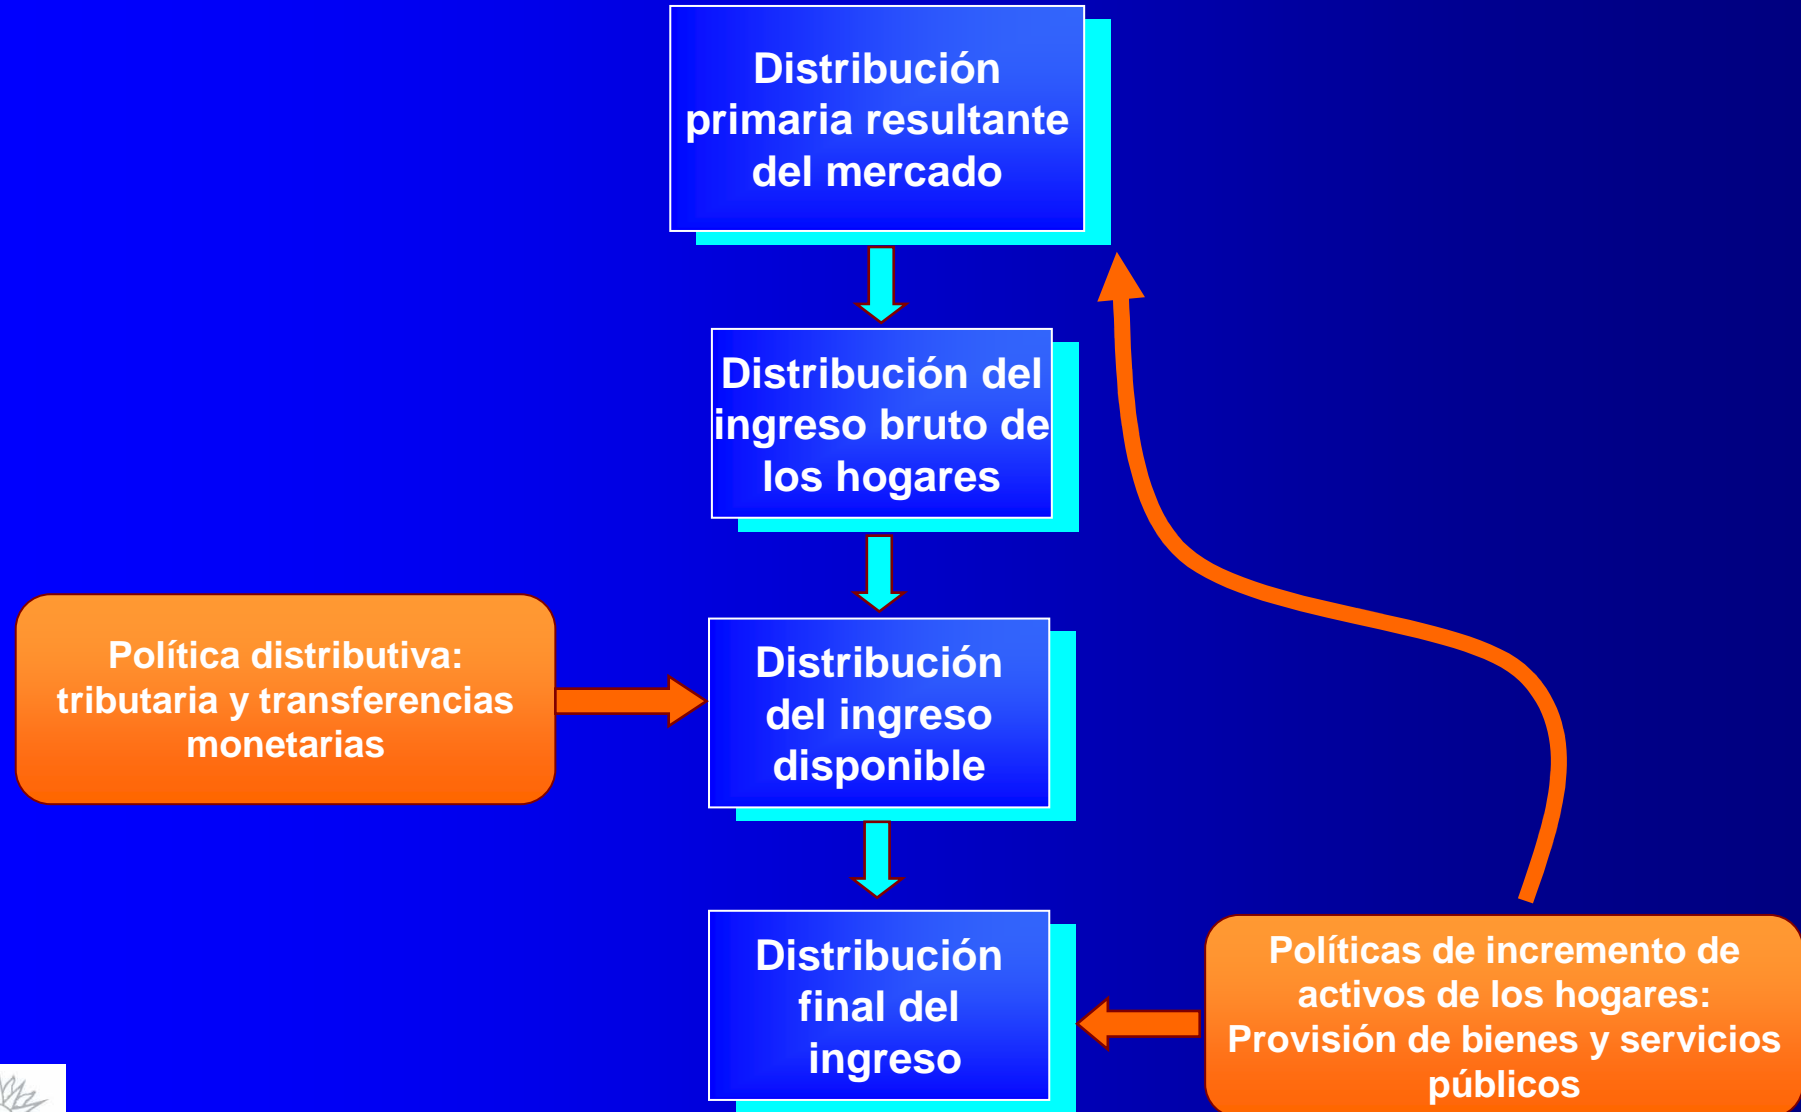 Distribución
primaria resultante
del mercado
Distribución del
ingreso bruto de
los hogares
Política distributiva:
tributaria y transferencias
monetarias
Distribución
del ingreso
disponible
Distribución
final del
ingreso
Políticas de incremento de
activos de los hogares:
Provisión de bienes y servicios
públicos